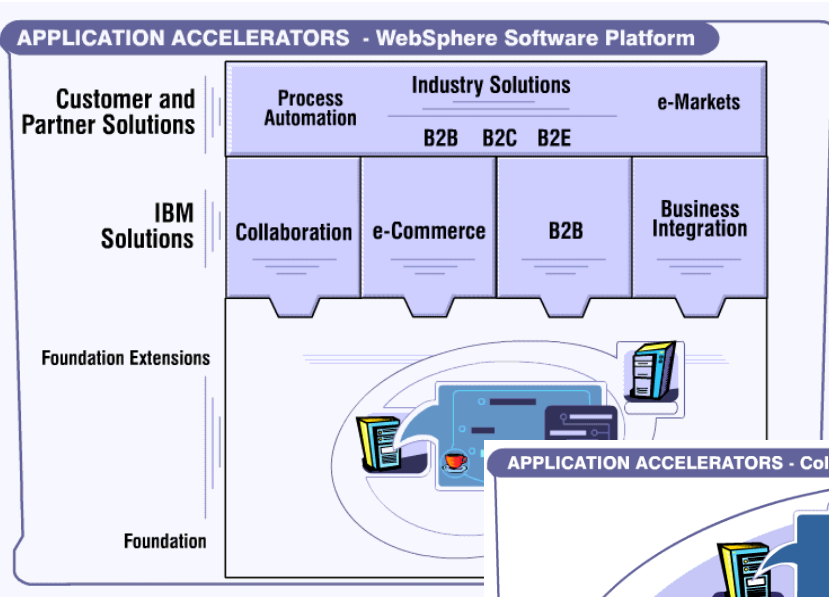 APPLICATION ACCELERATORS - WebSphere Software Platform
Customer and
Partner Solutions
Process
Automation
Industry Solutions
B2B B2C B2E
e-Markets
IBM
Solutions
Collaboration
e-Commerce
B2B
Business
Integration
Foundation Extensions
Foundation
APPLICATION ACCELERATORS - Col